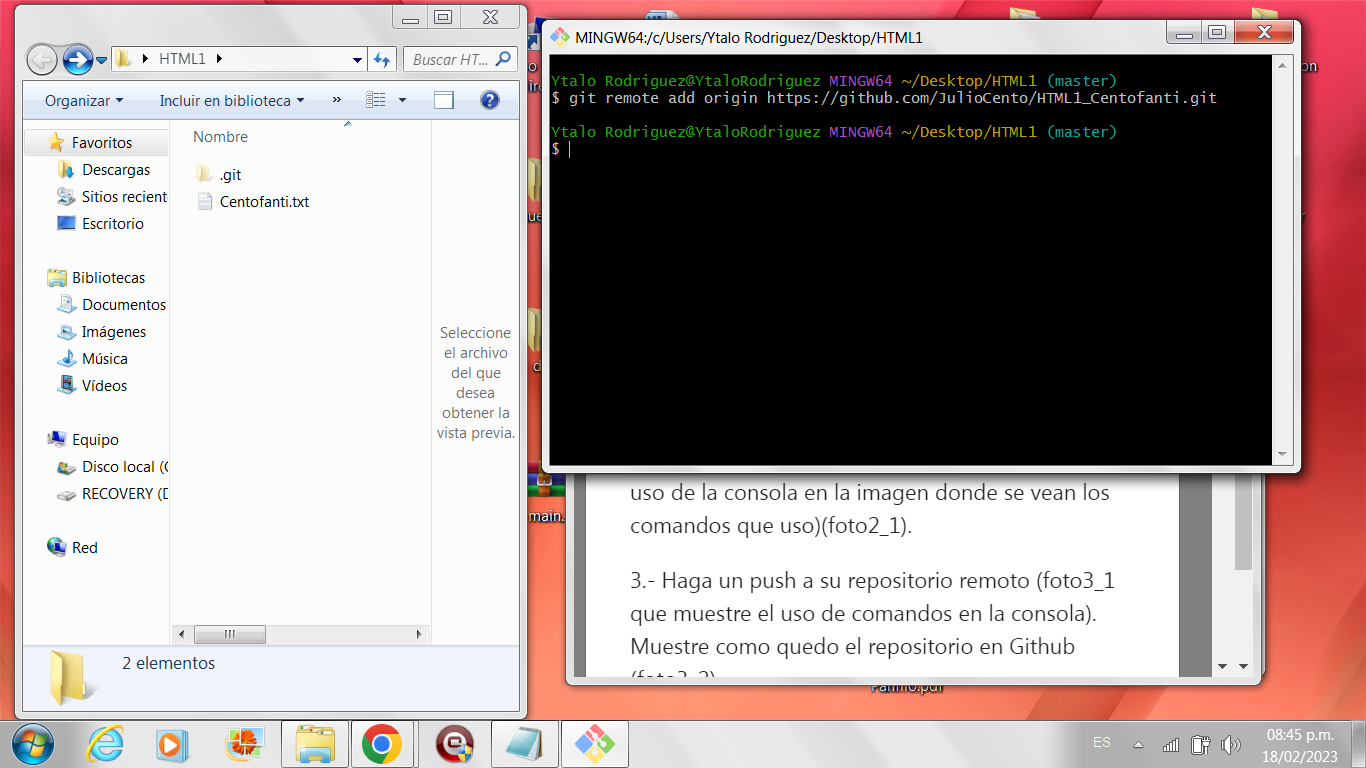 HTML1
Buscar HT...
Organizar
Incluir en biblioteca
»
Favoritos
Descargas
Sitios recient
Escritorio
Bibliotecas
Documentos
Imágenes
Música
Vídeos
Equipo
Disco local (C
RECOVERY (D
Red
Nombre
.git
Centofanti.txt
Seleccione
el archivo
del que
desea
obtener la
vista previa.
2 elementos
MINGW64:/c/Users/Ytalo Rodriguez/Desktop/HTML1
Ytalo Rodriguez@YtaloRodriguez MINGW64 ~/Desktop/HTML1 (master)
$ git remote add origin https://github.com/JulioCento/HTML1_Centofanti.git
Ytalo Rodriguez@YtaloRodriguez MINGW64 ~/Desktop/HTML1 (master)
$
uso de la consola en la imagen donde se vean los
comandos que uso)(foto2_1).
3.- Haga un push a su repositorio remoto (foto3_1
que muestre el uso de comandos en la consola).
Muestre como quedo el repositorio en Github
(foto3_2)
main.
ES
08:45 p.m.
18/02/2023